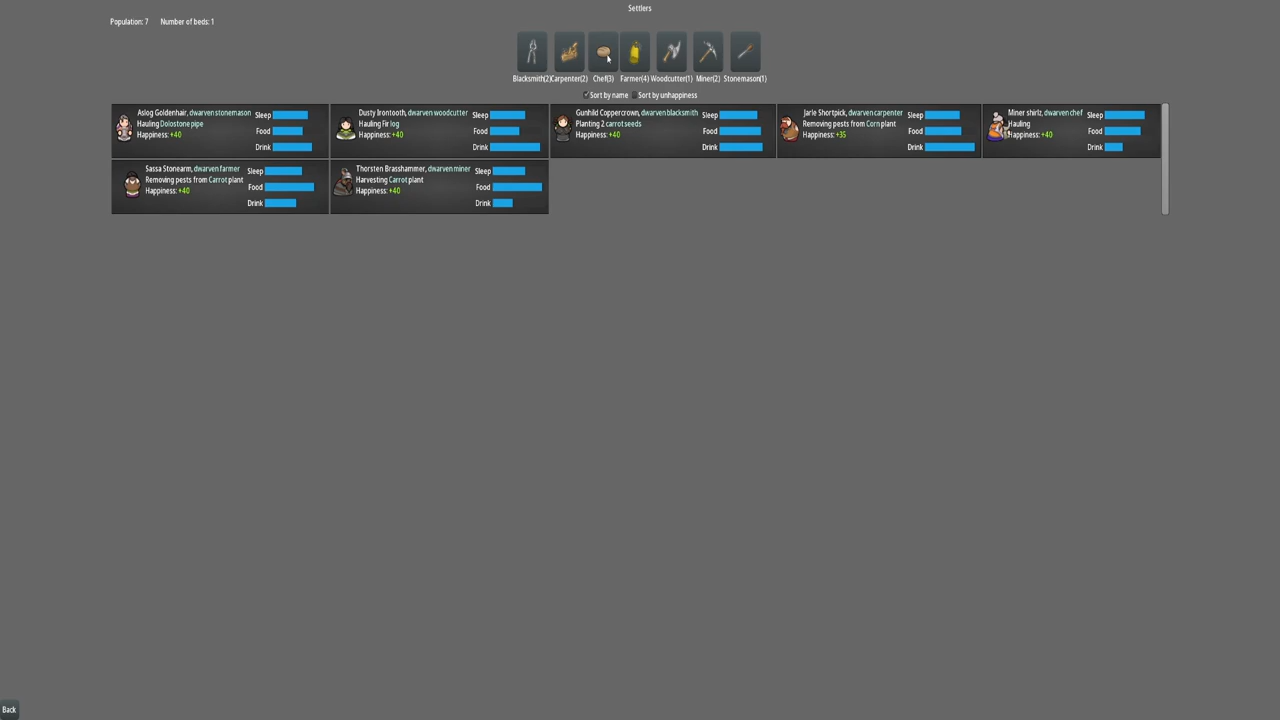 Settlers
Population: 7 Number of beds: 1
Blacksmith(2) Carpenter(2) Chef(3) Farmer(4) Woodcutter(1) Miner(2) Stonemason(1)
Sort by name Sort by unhappiness
Aslog Goldenhair, dwarven stonemason
Hauling Dolostone pipe
Happiness: +40
Sleep
Food
Drink
Dusty Irontooth, dwarven woodcutter
Hauling Fir log
Happiness: +40
Sleep
Food
Drink
Gunhild Coppercrown, dwarven blacksmith
Planting 2 carrot seeds
Happiness: +40
Sleep
Food
Drink
Jarle Shortpick, dwarven carpenter
Removing pests from Corn plant
Happiness: +35
Sleep
Food
Drink
Miner shirlz, dwarven chef
Hauling
Happiness: +40
Sleep
Food
Drink
Sassa Stonearm, dwarven farmer
Removing pests from Carrot plant
Happiness: +40
Sleep
Food
Drink
Thorsten Brasshammer, dwarven miner
Harvesting Carrot plant
Happiness: +40
Sleep
Food
Drink
Back